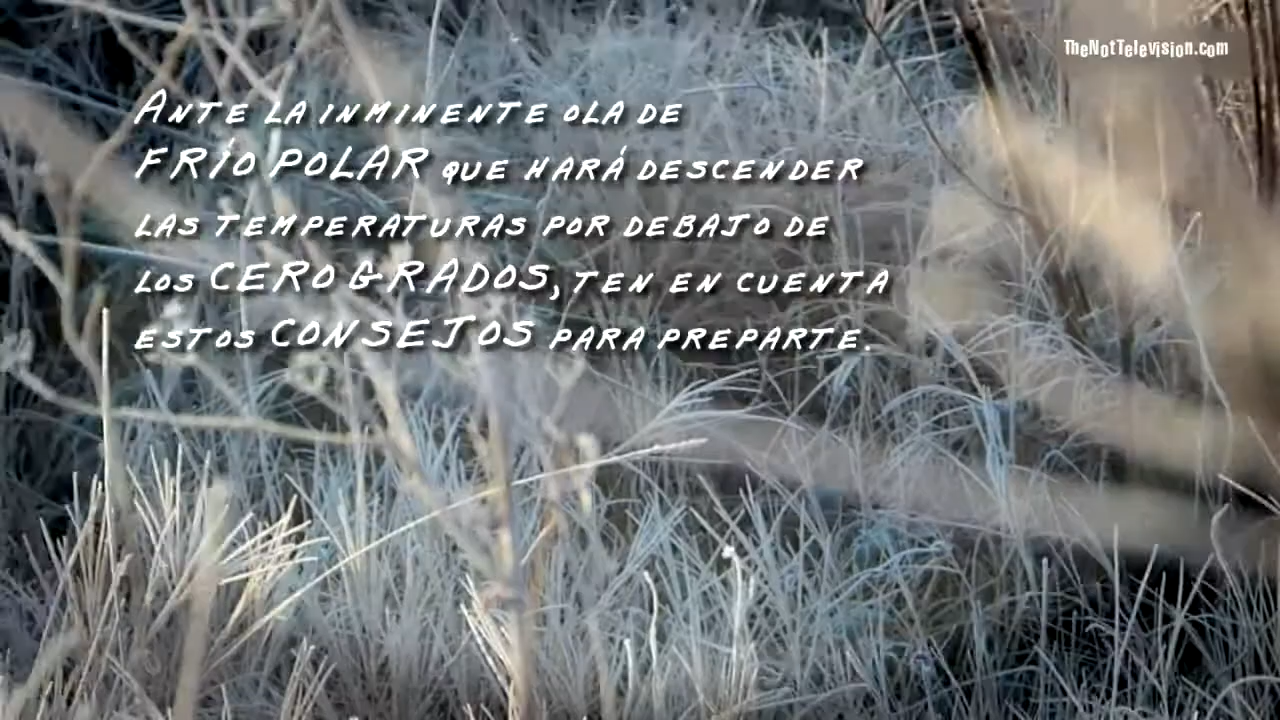 TheNotTelevision.com
Ante la inminente ola de
FRÍO POLAR que hará descender
las temperaturas por debajo de
los CERO GRADOS, ten en cuenta
estos CONSEJOS para preparte.